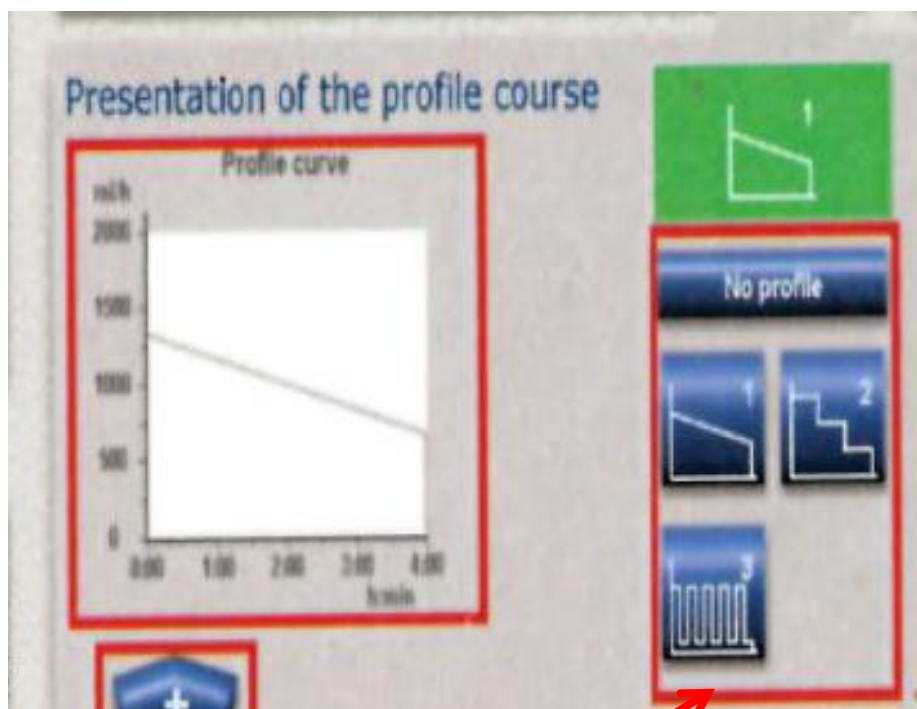 Presentation of the profile course
1
Profile curve
ml/h
2000
1500
1000
500
0
0:00 1:00 2:00 3:00 4:00
h:min
No profile
1 2
3
+